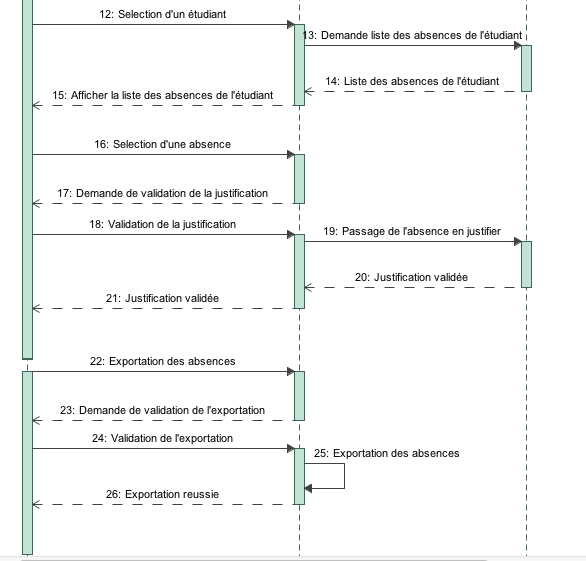 12: Selection d'un étudiant
13: Demande liste des absences de l'étudiant
14: Liste des absences de l'étudiant
15: Afficher la liste des absences de l'étudiant
16: Selection d'une absence
17: Demande de validation de la justification
18: Validation de la justification
19: Passage de l'absence en justifier
20: Justification validée
21: Justification validée
22: Exportation des absences
23: Demande de validation de l'exportation
24: Validation de l'exportation
25: Exportation des absences
26: Exportation reussie